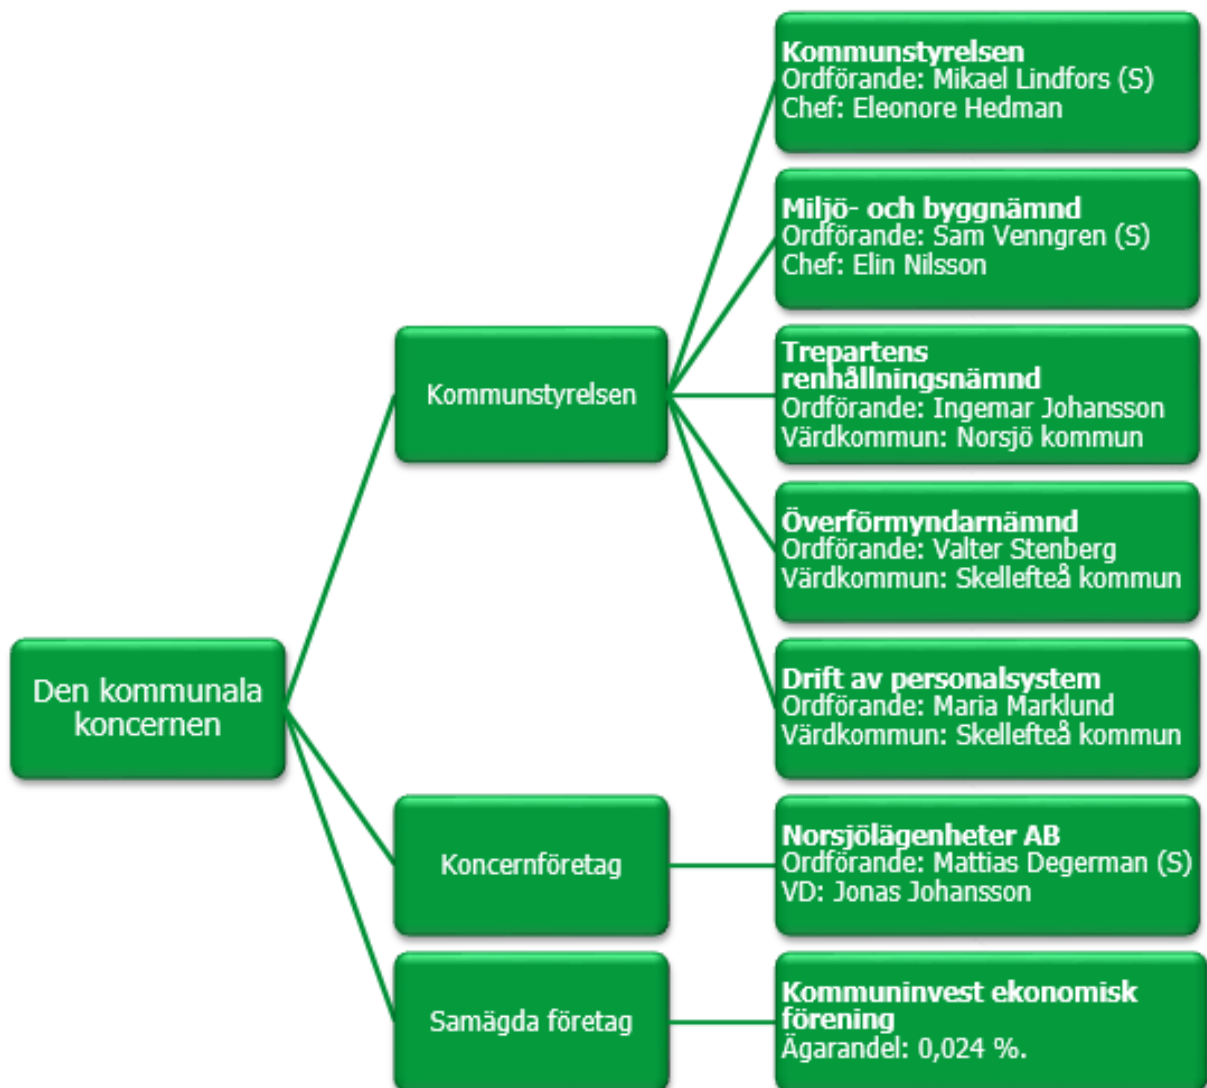 Den kommunala
koncernen
Kommunstyrelsen
Kommunstyrelsen
Ordförande: Mikael Lindfors (S)
Chef: Eleonore Hedman
Miljö- och byggnämnd
Ordförande: Sam Venngren (S)
Chef: Elin Nilsson
Trepartens
renhållningsnämnd
Ordförande: Ingemar Johansson
Värdkommun: Norsjö kommun
Överförmyndarnämnd
Ordförande: Valter Stenberg
Värdkommun: Skellefteå kommun
Drift av personalsystem
Ordförande: Maria Marklund
Värdkommun: Skellefteå kommun
Koncernföretag
Norsjölägenheter AB
Ordförande: Mattias Degerman (S)
VD: Jonas Johansson
Samägda företag
Kommuninvest ekonomisk
förening
Ägarandel: 0,024 %.